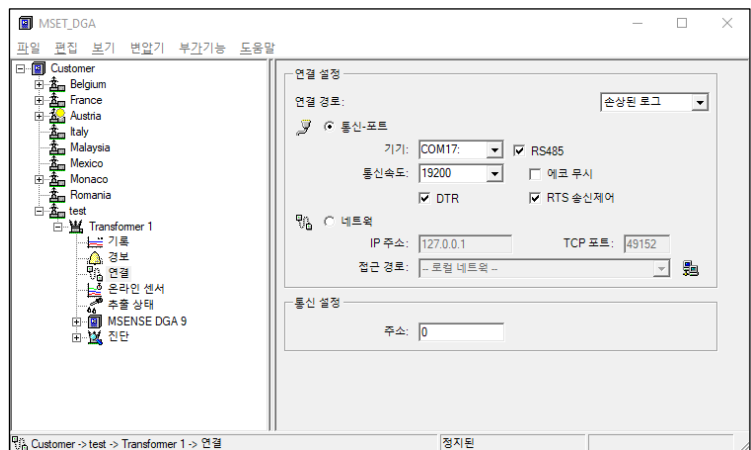 MSET_DGA
파일 편집 보기 변압기 부가기능 도움말
Customer
Belgium
France
Austria
Italy
Malaysia
Mexico
Monaco
Romania
test
Transformer 1
기록
경보
연결
온라인 센서
추출 상태
MSENSE DGA 9
진단
연결 설정
연결 경로: 손상된 로그
통신-포트
기기: COM17: RS485
통신속도: 19200 에코 무시
DTR RTS 송신제어
네트웍
IP 주소: 127.0.0.1 TCP 포트: 49152
접근 경로: -- 로컬 네트웍 --
통신 설정
주소: 0
Customer -> test -> Transformer 1 -> 연결 정지된